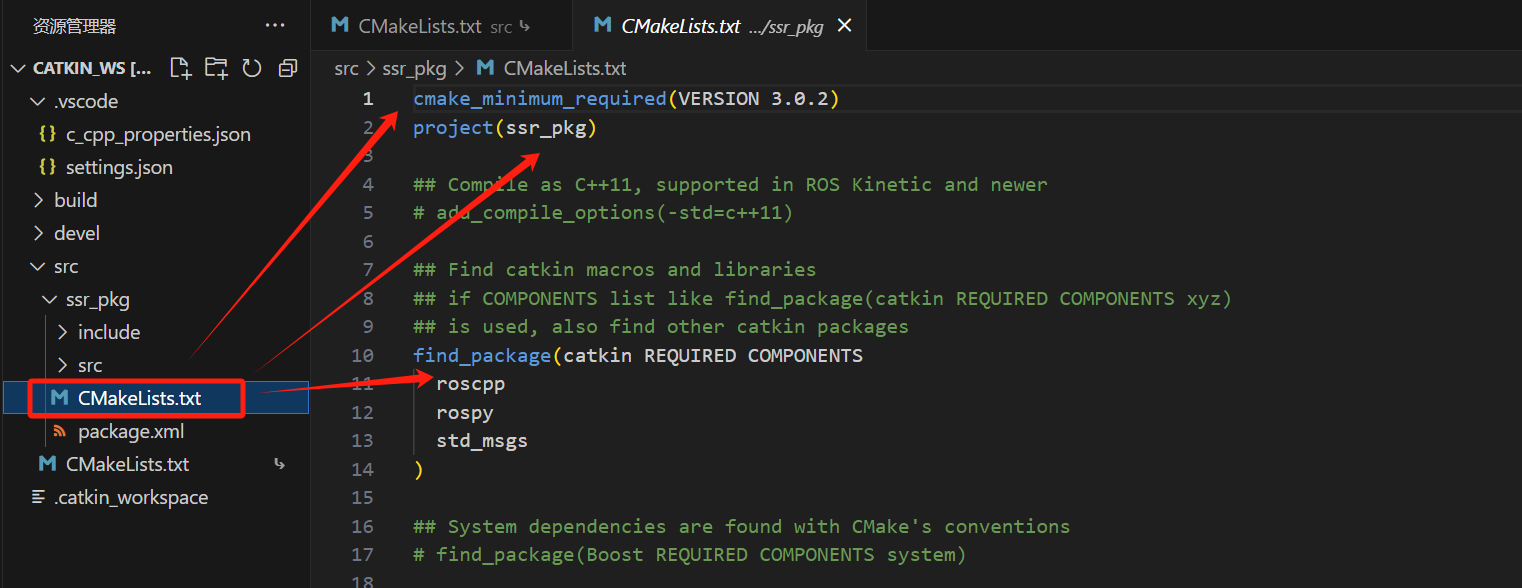 资源管理器 ···
CATKIN_WS [...
.vscode
{} c_cpp_properties.json
{} settings.json
build
devel
src
ssr_pkg
include
src
M CMakeLists.txt
package.xml
M CMakeLists.txt
.catkin_workspace
M CMakeLists.txt src
M CMakeLists.txt .../ssr_pkg
src > ssr_pkg > M CMakeLists.txt
1 cmake_minimum_required(VERSION 3.0.2)
2 project(ssr_pkg)
3
4 ## Compile as C++11, supported in ROS Kinetic and newer
5 # add_compile_options(-std=c++11)
6
7 ## Find catkin macros and libraries
8 ## if COMPONENTS list like find_package(catkin REQUIRED COMPONENTS xyz)
9 ## is used, also find other catkin packages
10 find_package(catkin REQUIRED COMPONENTS
11 roscpp
12 rospy
13 std_msgs
14 )
15
16 ## System dependencies are found with CMake's conventions
17 # find_package(Boost REQUIRED COMPONENTS system)
18